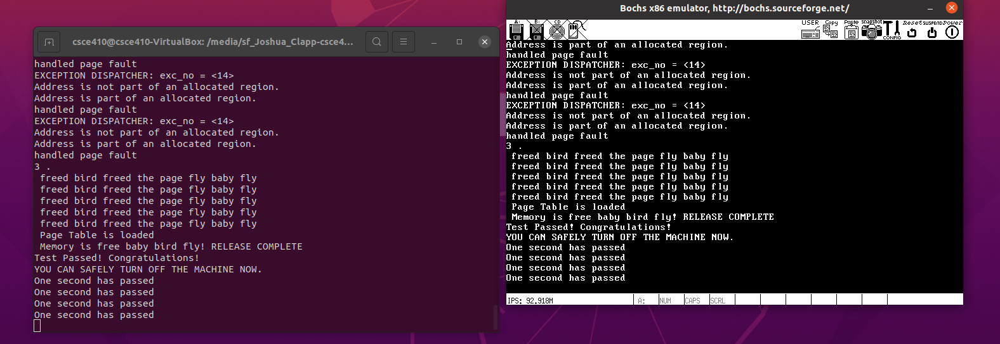 csce410@csce410-VirtualBox: /media/sf_Joshua_Clapp-csce4...
handled page fault
EXCEPTION DISPATCHER: exc_no = <14>
Address is not part of an allocated region.
Address is part of an allocated region.
handled page fault
EXCEPTION DISPATCHER: exc_no = <14>
Address is not part of an allocated region.
Address is part of an allocated region.
handled page fault
3 .
freed bird freed the page fly baby fly
freed bird freed the page fly baby fly
freed bird freed the page fly baby fly
freed bird freed the page fly baby fly
freed bird freed the page fly baby fly
Page Table is loaded
Memory is free baby bird fly! RELEASE COMPLETE
Test Passed! Congratulations!
YOU CAN SAFELY TURN OFF THE MACHINE NOW.
One second has passed
One second has passed
One second has passed
One second has passed
Bochs x86 emulator, http://bochs.sourceforge.net/
A: B: CD USER Copy Paste snapshot CONFIG Reset SUSPEND Power
Address is part of an allocated region.
handled page fault
EXCEPTION DISPATCHER: exc_no = <14>
Address is not part of an allocated region.
Address is part of an allocated region.
handled page fault
EXCEPTION DISPATCHER: exc_no = <14>
Address is not part of an allocated region.
Address is part of an allocated region.
handled page fault
3 .
freed bird freed the page fly baby fly
freed bird freed the page fly baby fly
freed bird freed the page fly baby fly
freed bird freed the page fly baby fly
freed bird freed the page fly baby fly
Page Table is loaded
Memory is free baby bird fly! RELEASE COMPLETE
Test Passed! Congratulations!
YOU CAN SAFELY TURN OFF THE MACHINE NOW.
One second has passed
One second has passed
One second has passed
One second has passed
IPS: 92.918M A: NUM CAPS SCRL